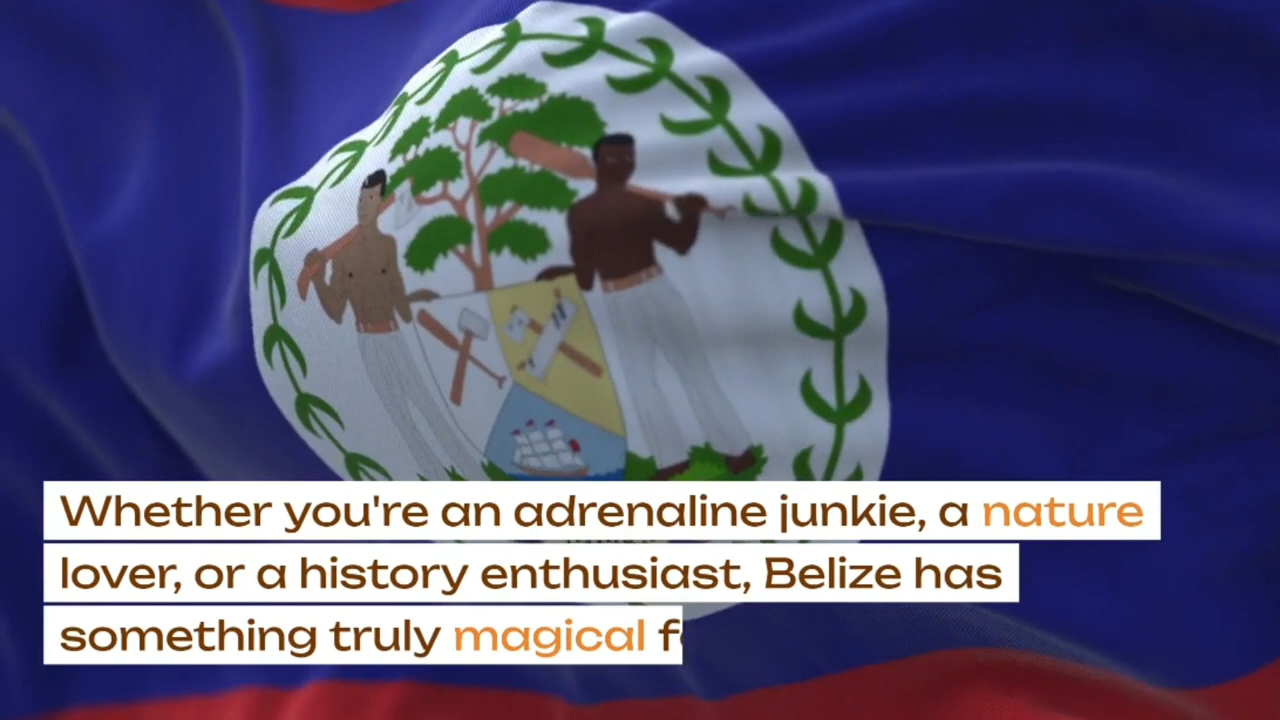 Whether you're an adrenaline junkie, a nature
lover, or a history enthusiast, Belize has
something truly magical f